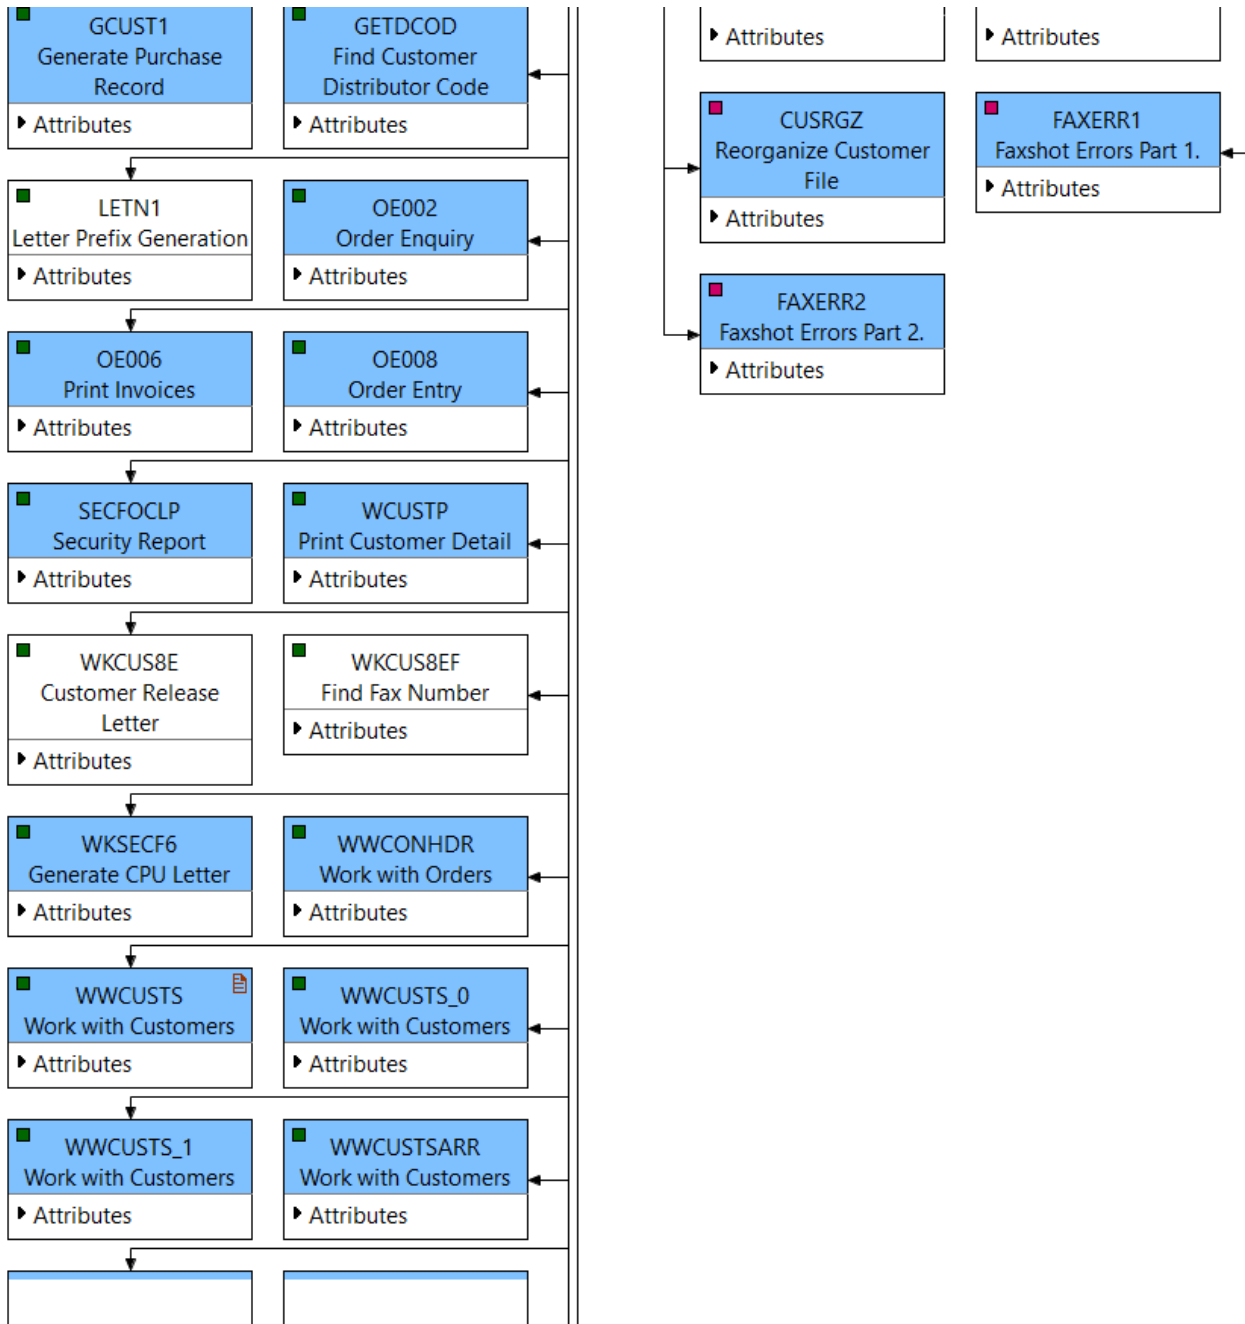 GCUST1
Generate Purchase
Record
Attributes
GETDCOD
Find Customer
Distributor Code
Attributes
LETN1
Letter Prefix Generation
Attributes
OE002
Order Enquiry
Attributes
OE006
Print Invoices
Attributes
OE008
Order Entry
Attributes
SECFOCLP
Security Report
Attributes
WCUSTP
Print Customer Detail
Attributes
WKCUS8E
Customer Release
Letter
Attributes
WKCUS8EF
Find Fax Number
Attributes
WKSECF6
Generate CPU Letter
Attributes
WWCONHDR
Work with Orders
Attributes
WWCUSTS
Work with Customers
Attributes
WWCUSTS_0
Work with Customers
Attributes
WWCUSTS_1
Work with Customers
Attributes
WWCUSTSARR
Work with Customers
Attributes
Attributes
Attributes
CUSRGZ
Reorganize Customer
File
Attributes
FAXERR1
Faxshot Errors Part 1.
Attributes
FAXERR2
Faxshot Errors Part 2.
Attributes